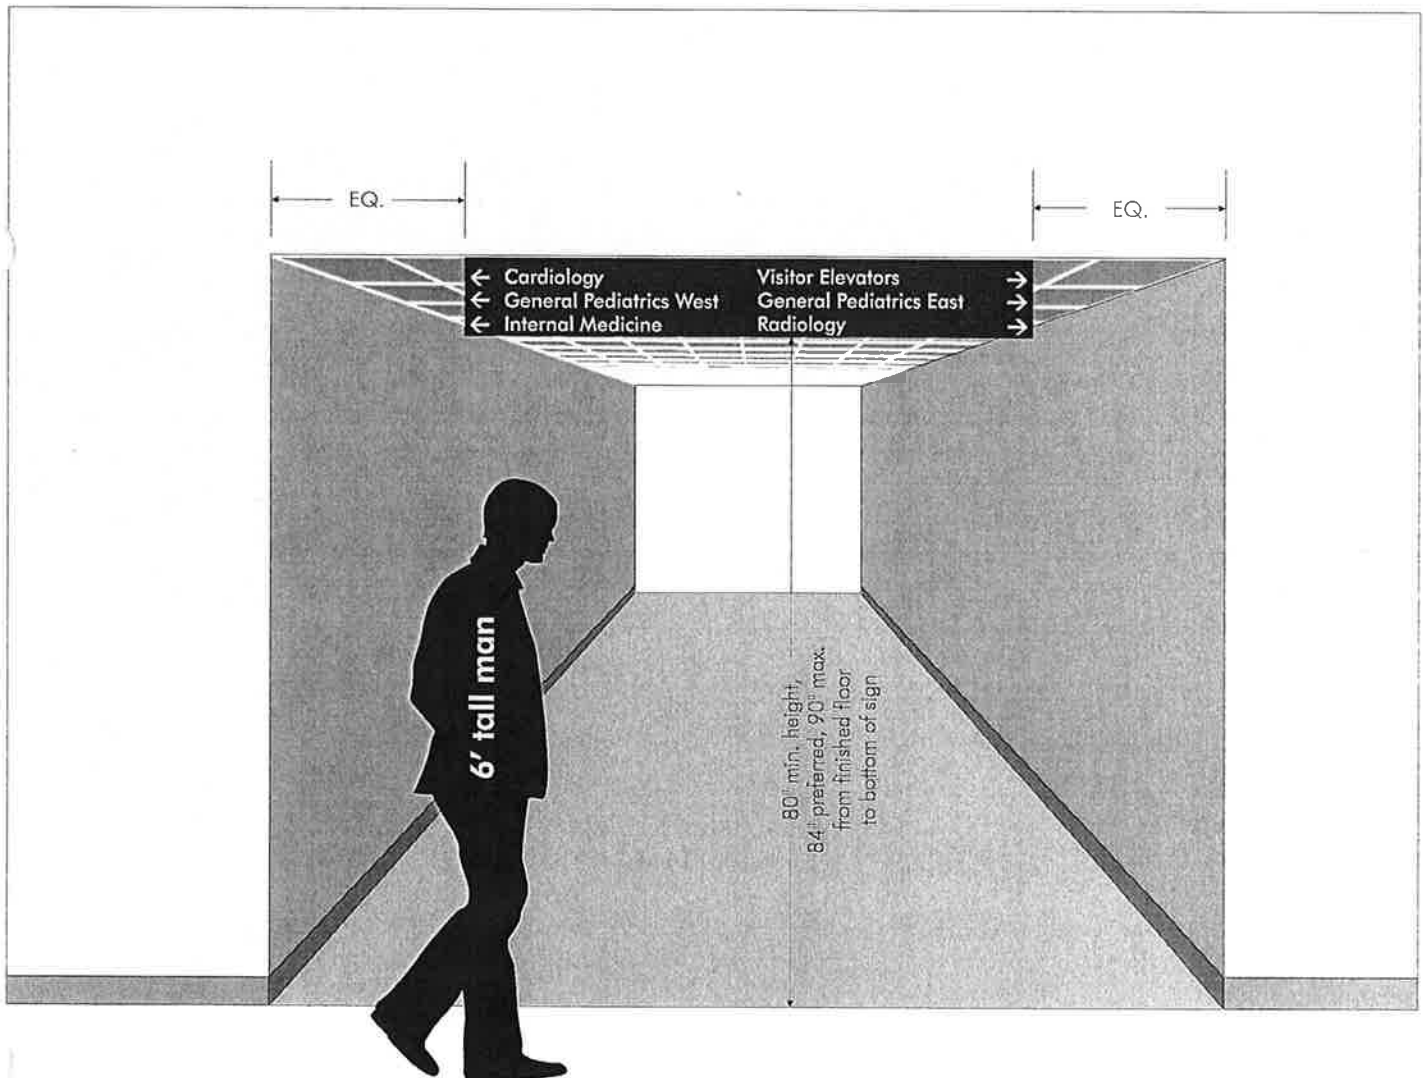 EQ.
EQ.
← Cardiology
← General Pediatrics West
← Internal Medicine
Visitor Elevators →
General Pediatrics East →
Radiology →
6' tall man
80" min. height,
84" preferred, 90" max.
from finished floor
to bottom of sign